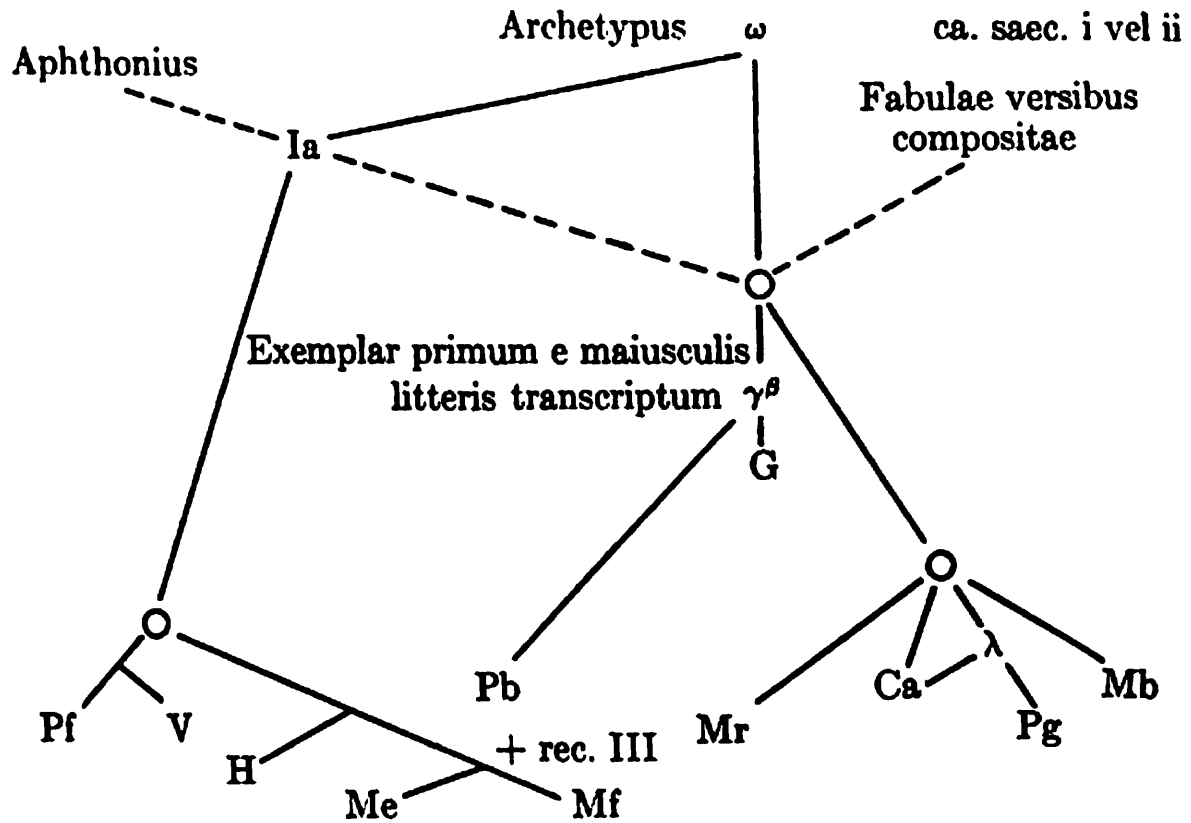 Archetypus ω ca. saec. i vel ii
Aphthonius
Fabulae versibus
compositae
Ia
Exemplar primum e maiusculis
litteris transcriptum γᵝ
G
λ
Pb
Ca
Mb
Pf
V
Mr
Pg
+ rec. III
H
Me
Mf